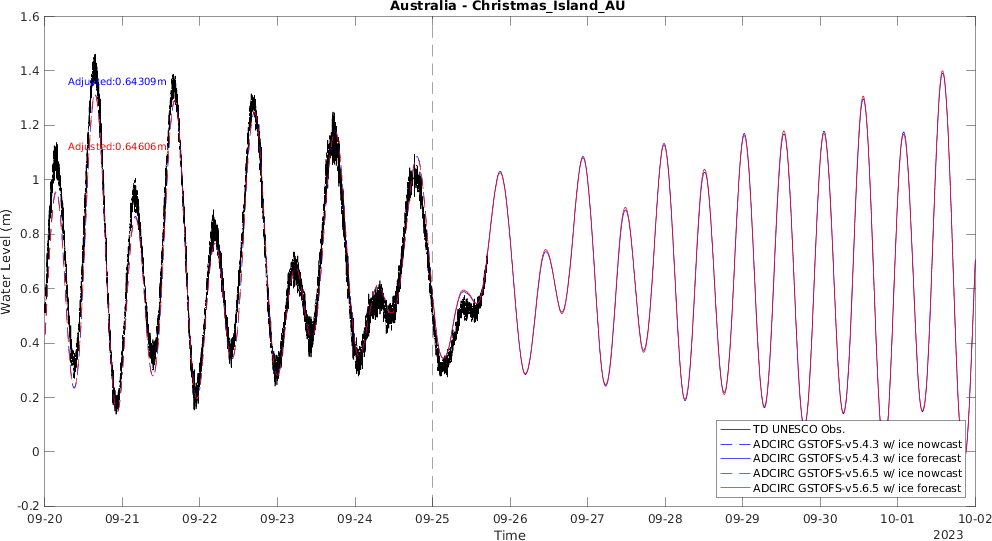 Australia - Christmas_Island_AU
1.6
1.4
1.2
1
0.8
0.6
0.4
0.2
0
-0.2
Water Level (m)
Adjusted:0.64309m
Adjusted:0.64606m
TD UNESCO Obs.
ADCIRC GSTOFS-v5.4.3 w/ ice nowcast
ADCIRC GSTOFS-v5.4.3 w/ ice forecast
ADCIRC GSTOFS-v5.6.5 w/ ice nowcast
ADCIRC GSTOFS-v5.6.5 w/ ice forecast
09-20 09-21 09-22 09-23 09-24 09-25 09-26 09-27 09-28 09-29 09-30 10-01 10-02
Time
2023